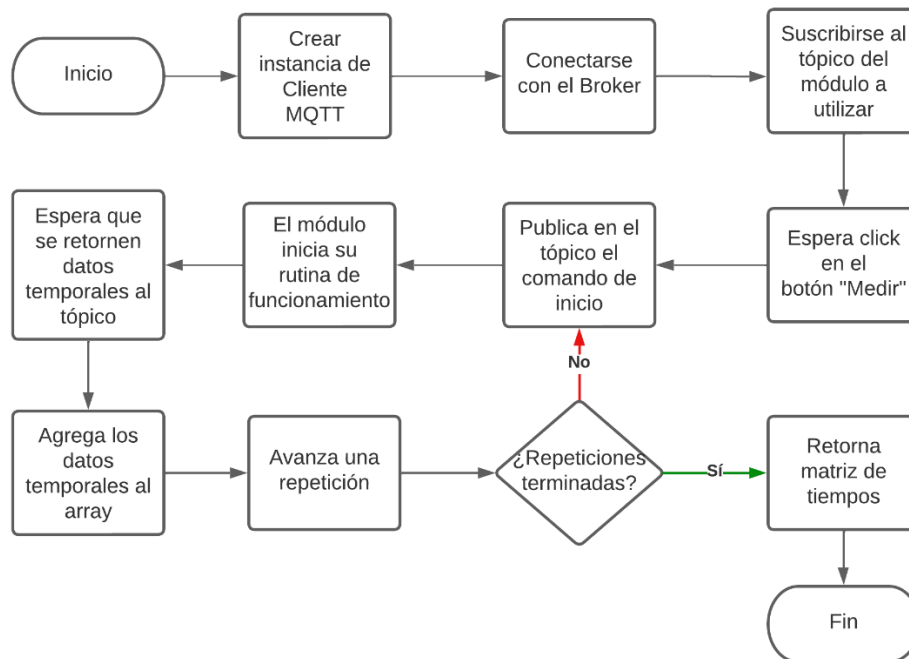 Inicio
Crear
instancia de
Cliente
MQTT
Conectarse
con el Broker
Suscribirse al
tópico del
módulo a
utilizar
Espera click
en el
botón "Medir"
Publica en el
tópico el
comando de
inicio
El módulo
inicia su
rutina de
funcionamiento
Espera que
se retornen
datos
temporales al
tópico
Agrega los
datos
temporales al
array
Avanza una
repetición
¿Repeticiones
terminadas?
No
Sí
Retorna
matriz de
tiempos
Fin